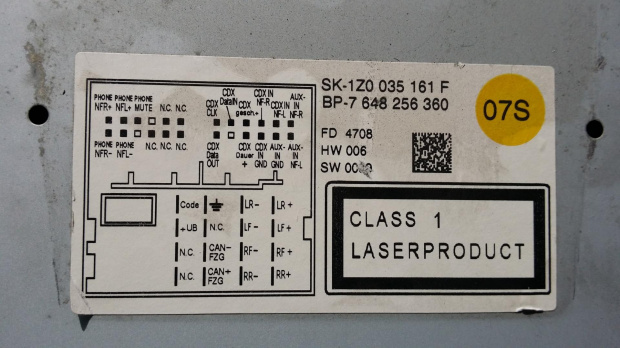 SK-1Z0 035 161 F
BP-7 648 256 360
07S
FD 4708
HW 006
CLASS 1
LASERPRODUCT
PHONE PHONE PHONE
NFR+ NFL+ MUTE N.C. N.C.
PHONE PHONE N.C. N.C. N.C.
NFR- NFL-
CDX CDX CDX IN AUX-
CLK DataIN gesch.+ NF-R CDX IN IN
NF-L NF-R
CDX CDX CDX AUX- AUX-
Data Dauer IN IN IN
OUT + GND GND NF-L
Code LR- LR+
+UB N.C. LF- LF+
N.C. CAN- RF- RF+
FZG
N.C. CAN+ RR- RR+
FZG